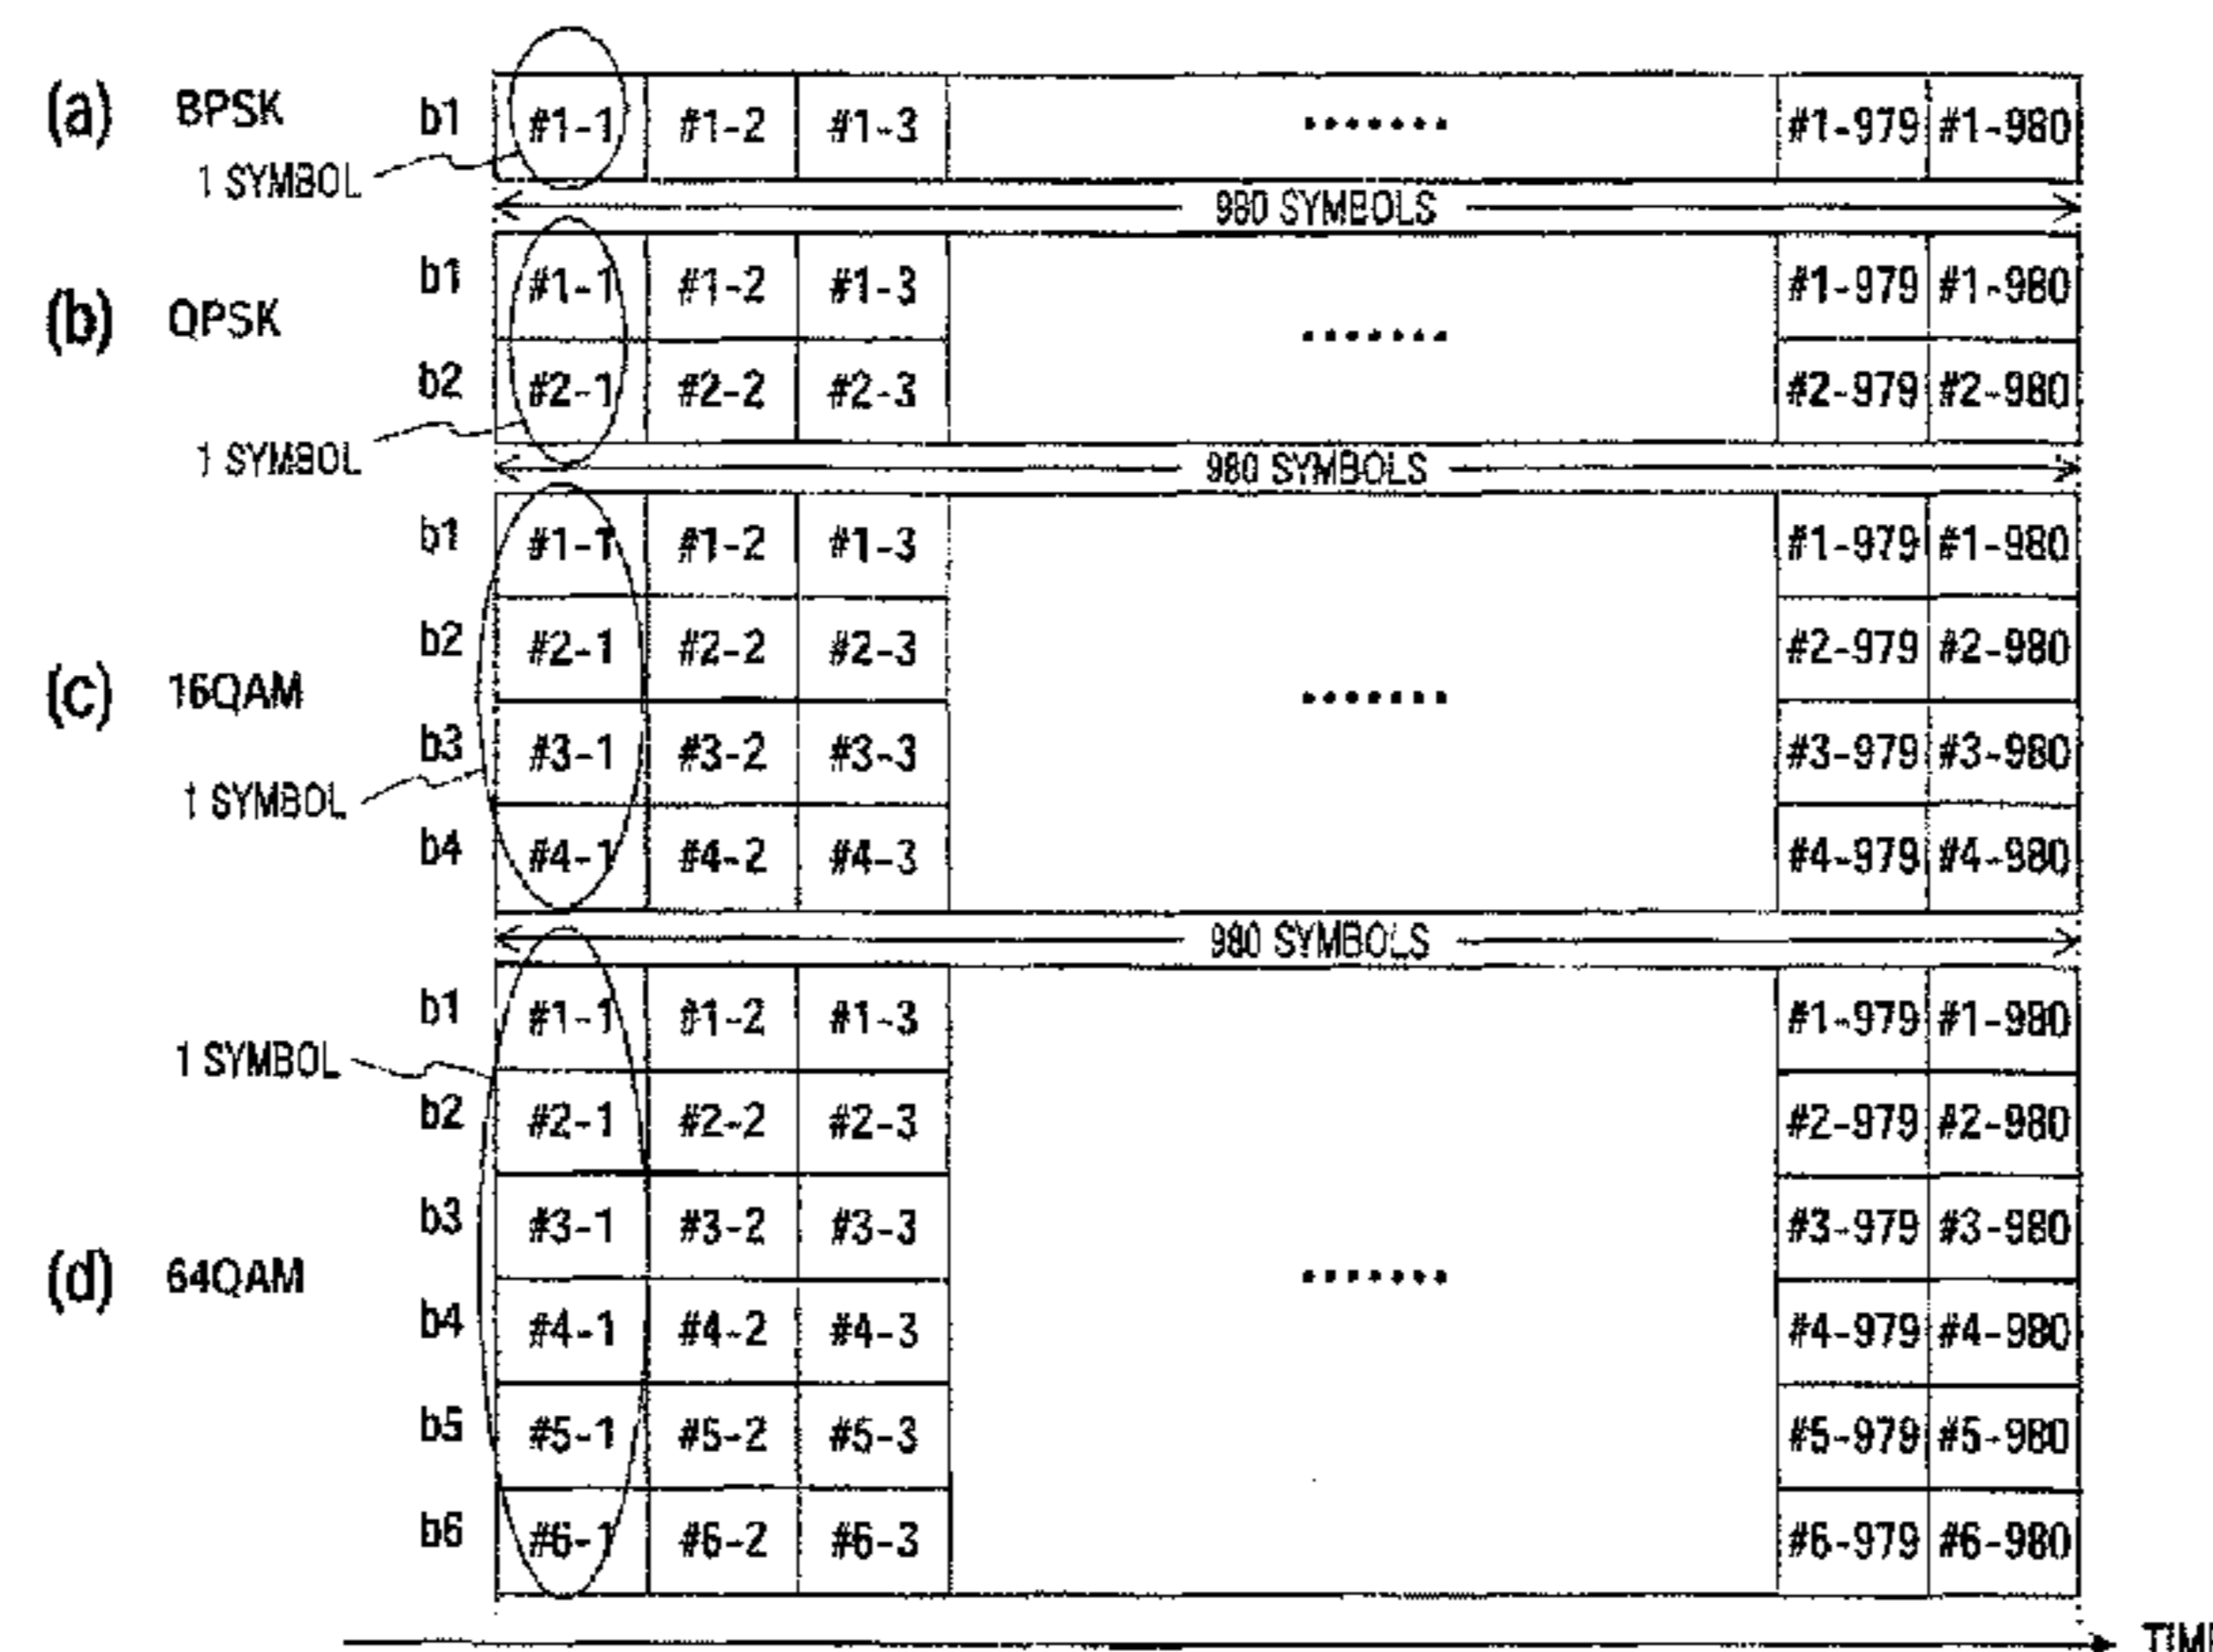 (a) BPSK b1 #1-1 #1-2 #1-3 ······· #1-979 #1-980
1 SYMBOL
980 SYMBOLS
b1 #1-1 #1-2 #1-3 #1-979 #1-980
(b) QPSK ·······
b2 #2-1 #2-2 #2-3 #2-979 #2-980
1 SYMBOL
980 SYMBOLS
b1 #1-1 #1-2 #1-3 #1-979 #1-980
b2 #2-1 #2-2 #2-3 #2-979 #2-980
(c) 16QAM ·······
b3 #3-1 #3-2 #3-3 #3-979 #3-980
1 SYMBOL
b4 #4-1 #4-2 #4-3 #4-979 #4-980
980 SYMBOLS
b1 #1-1 #1-2 #1-3 #1-979 #1-980
1 SYMBOL
b2 #2-1 #2-2 #2-3 #2-979 #2-980
b3 #3-1 #3-2 #3-3 #3-979 #3-980
(d) 64QAM ·······
b4 #4-1 #4-2 #4-3 #4-979 #4-980
b5 #5-1 #5-2 #5-3 #5-979 #5-980
b6 #6-1 #6-2 #6-3 #6-979 #6-980